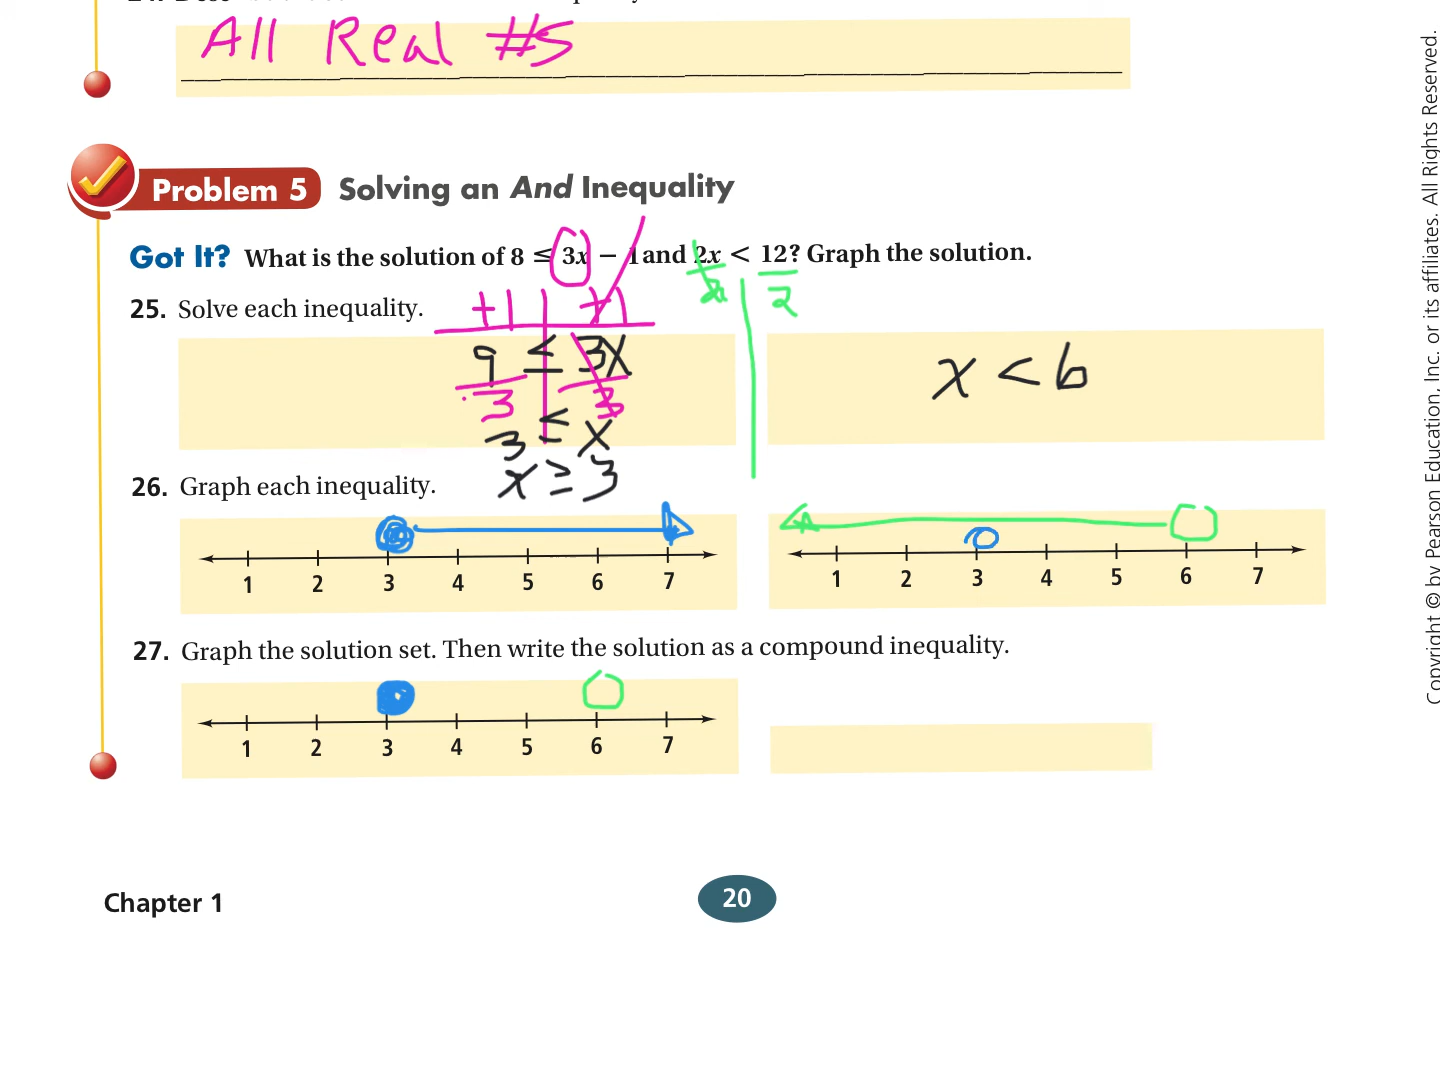 All Real #s
Problem 5 Solving an And Inequality
Got It? What is the solution of 8 ≤ 3x − 1 and 2x < 12? Graph the solution.
2 2
25. Solve each inequality. +1 +1
9 ≤ 3x
3 3
3 ≤ x
x ≥ 3
x < 6
26. Graph each inequality.
1 2 3 4 5 6 7
1 2 3 4 5 6 7
27. Graph the solution set. Then write the solution as a compound inequality.
1 2 3 4 5 6 7
Chapter 1
20
Copyright © by Pearson Education, Inc. or its affiliates. All Rights Reserved.